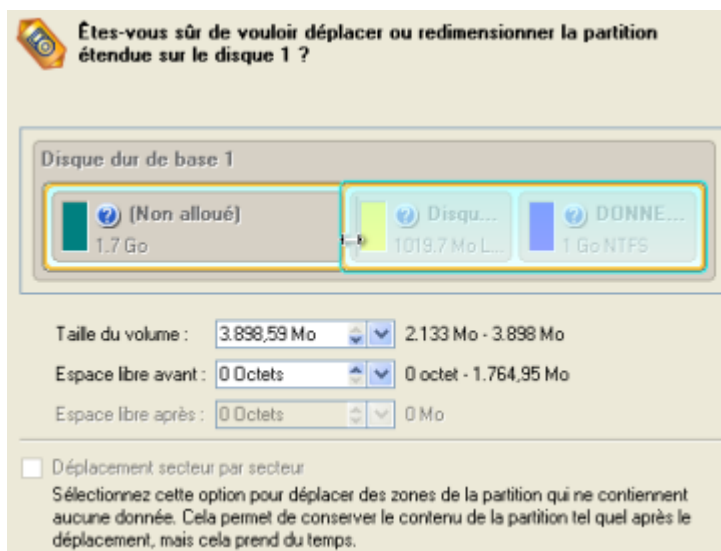 Êtes-vous sûr de vouloir déplacer ou redimensionner la partition
étendue sur le disque 1 ?
Disque dur de base 1
(Non alloué)
1.7 Go
Disqu...
1019.7 Mo L...
DONNE...
1 Go NTFS
Taille du volume : 3.898,59 Mo 2.133 Mo - 3.898 Mo
Espace libre avant : 0 Octets 0 octet - 1.764,95 Mo
Espace libre après : 0 Octets 0 Mo
Déplacement secteur par secteur
Sélectionnez cette option pour déplacer des zones de la partition qui ne contiennent
aucune donnée. Cela permet de conserver le contenu de la partition tel quel après le
déplacement, mais cela prend du temps.